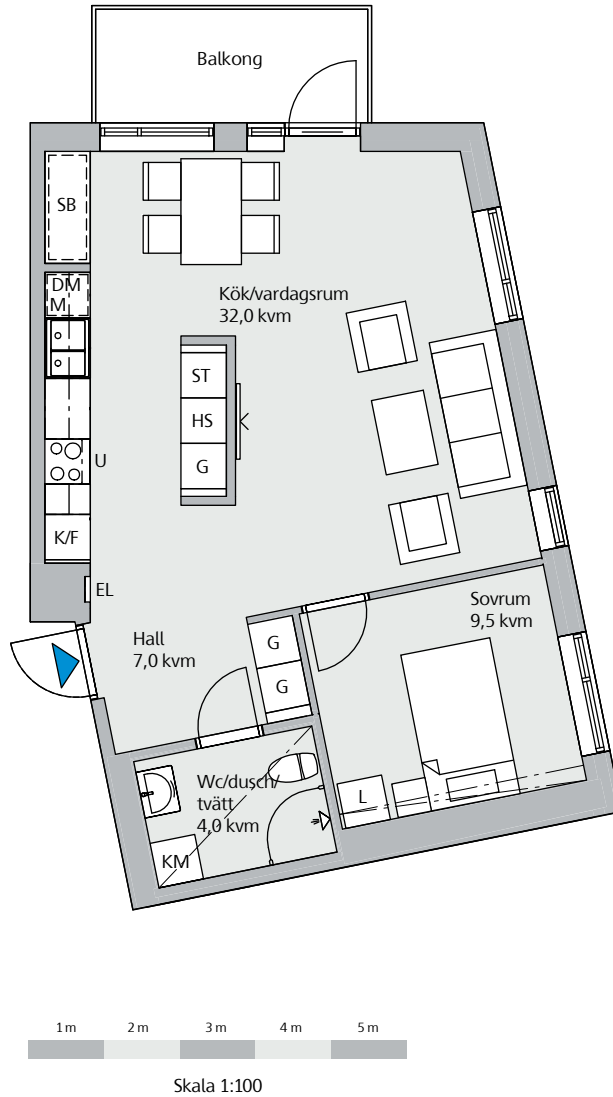 Balkong
SB
DM
M
Kök/vardagsrum
32,0 kvm
ST
HS
G
U
K/F
EL
Hall
7,0 kvm
Sovrum
9,5 kvm
G
G
Wc/dusch/
tvätt
4,0 kvm
L
KM
1 m 2 m 3 m 4 m 5 m
Skala 1:100